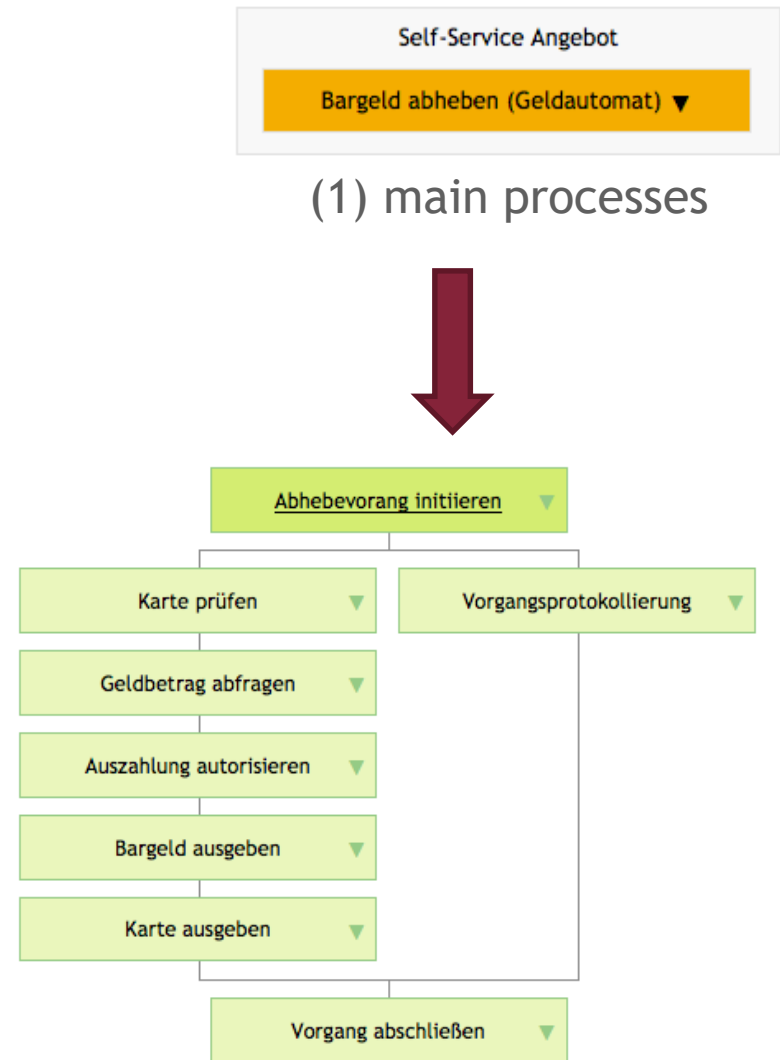 Self-Service Angebot
Bargeld abheben (Geldautomat) ▼
(1) main processes
Abhebevorang initiieren ▼
Karte prüfen ▼
Vorgangsprotokollierung ▼
Geldbetrag abfragen ▼
Auszahlung autorisieren ▼
Bargeld ausgeben ▼
Karte ausgeben ▼
Vorgang abschließen ▼